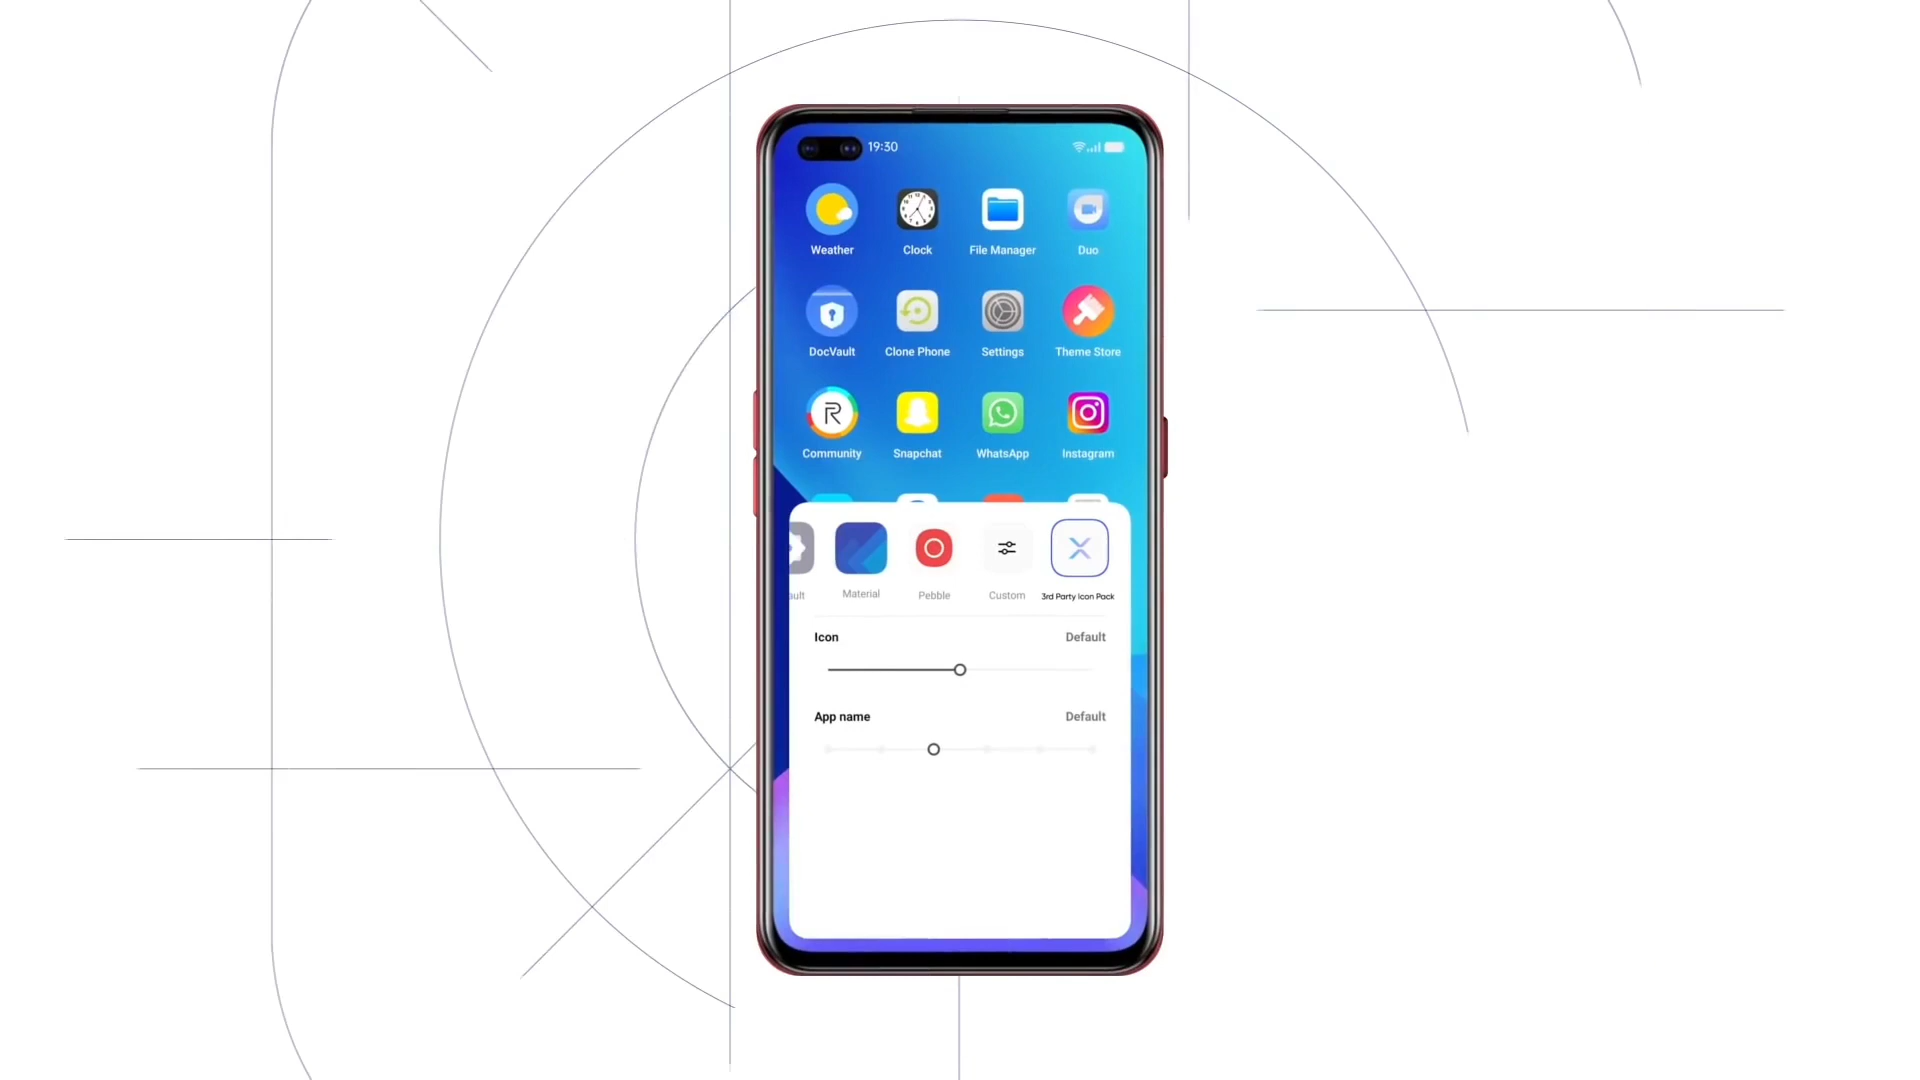 19:30
Weather Clock File Manager Duo
DocVault Clone Phone Settings Theme Store
R
Community Snapchat WhatsApp Instagram
ault Material Pebble Custom 3rd Party Icon Pack
Icon Default
App name Default